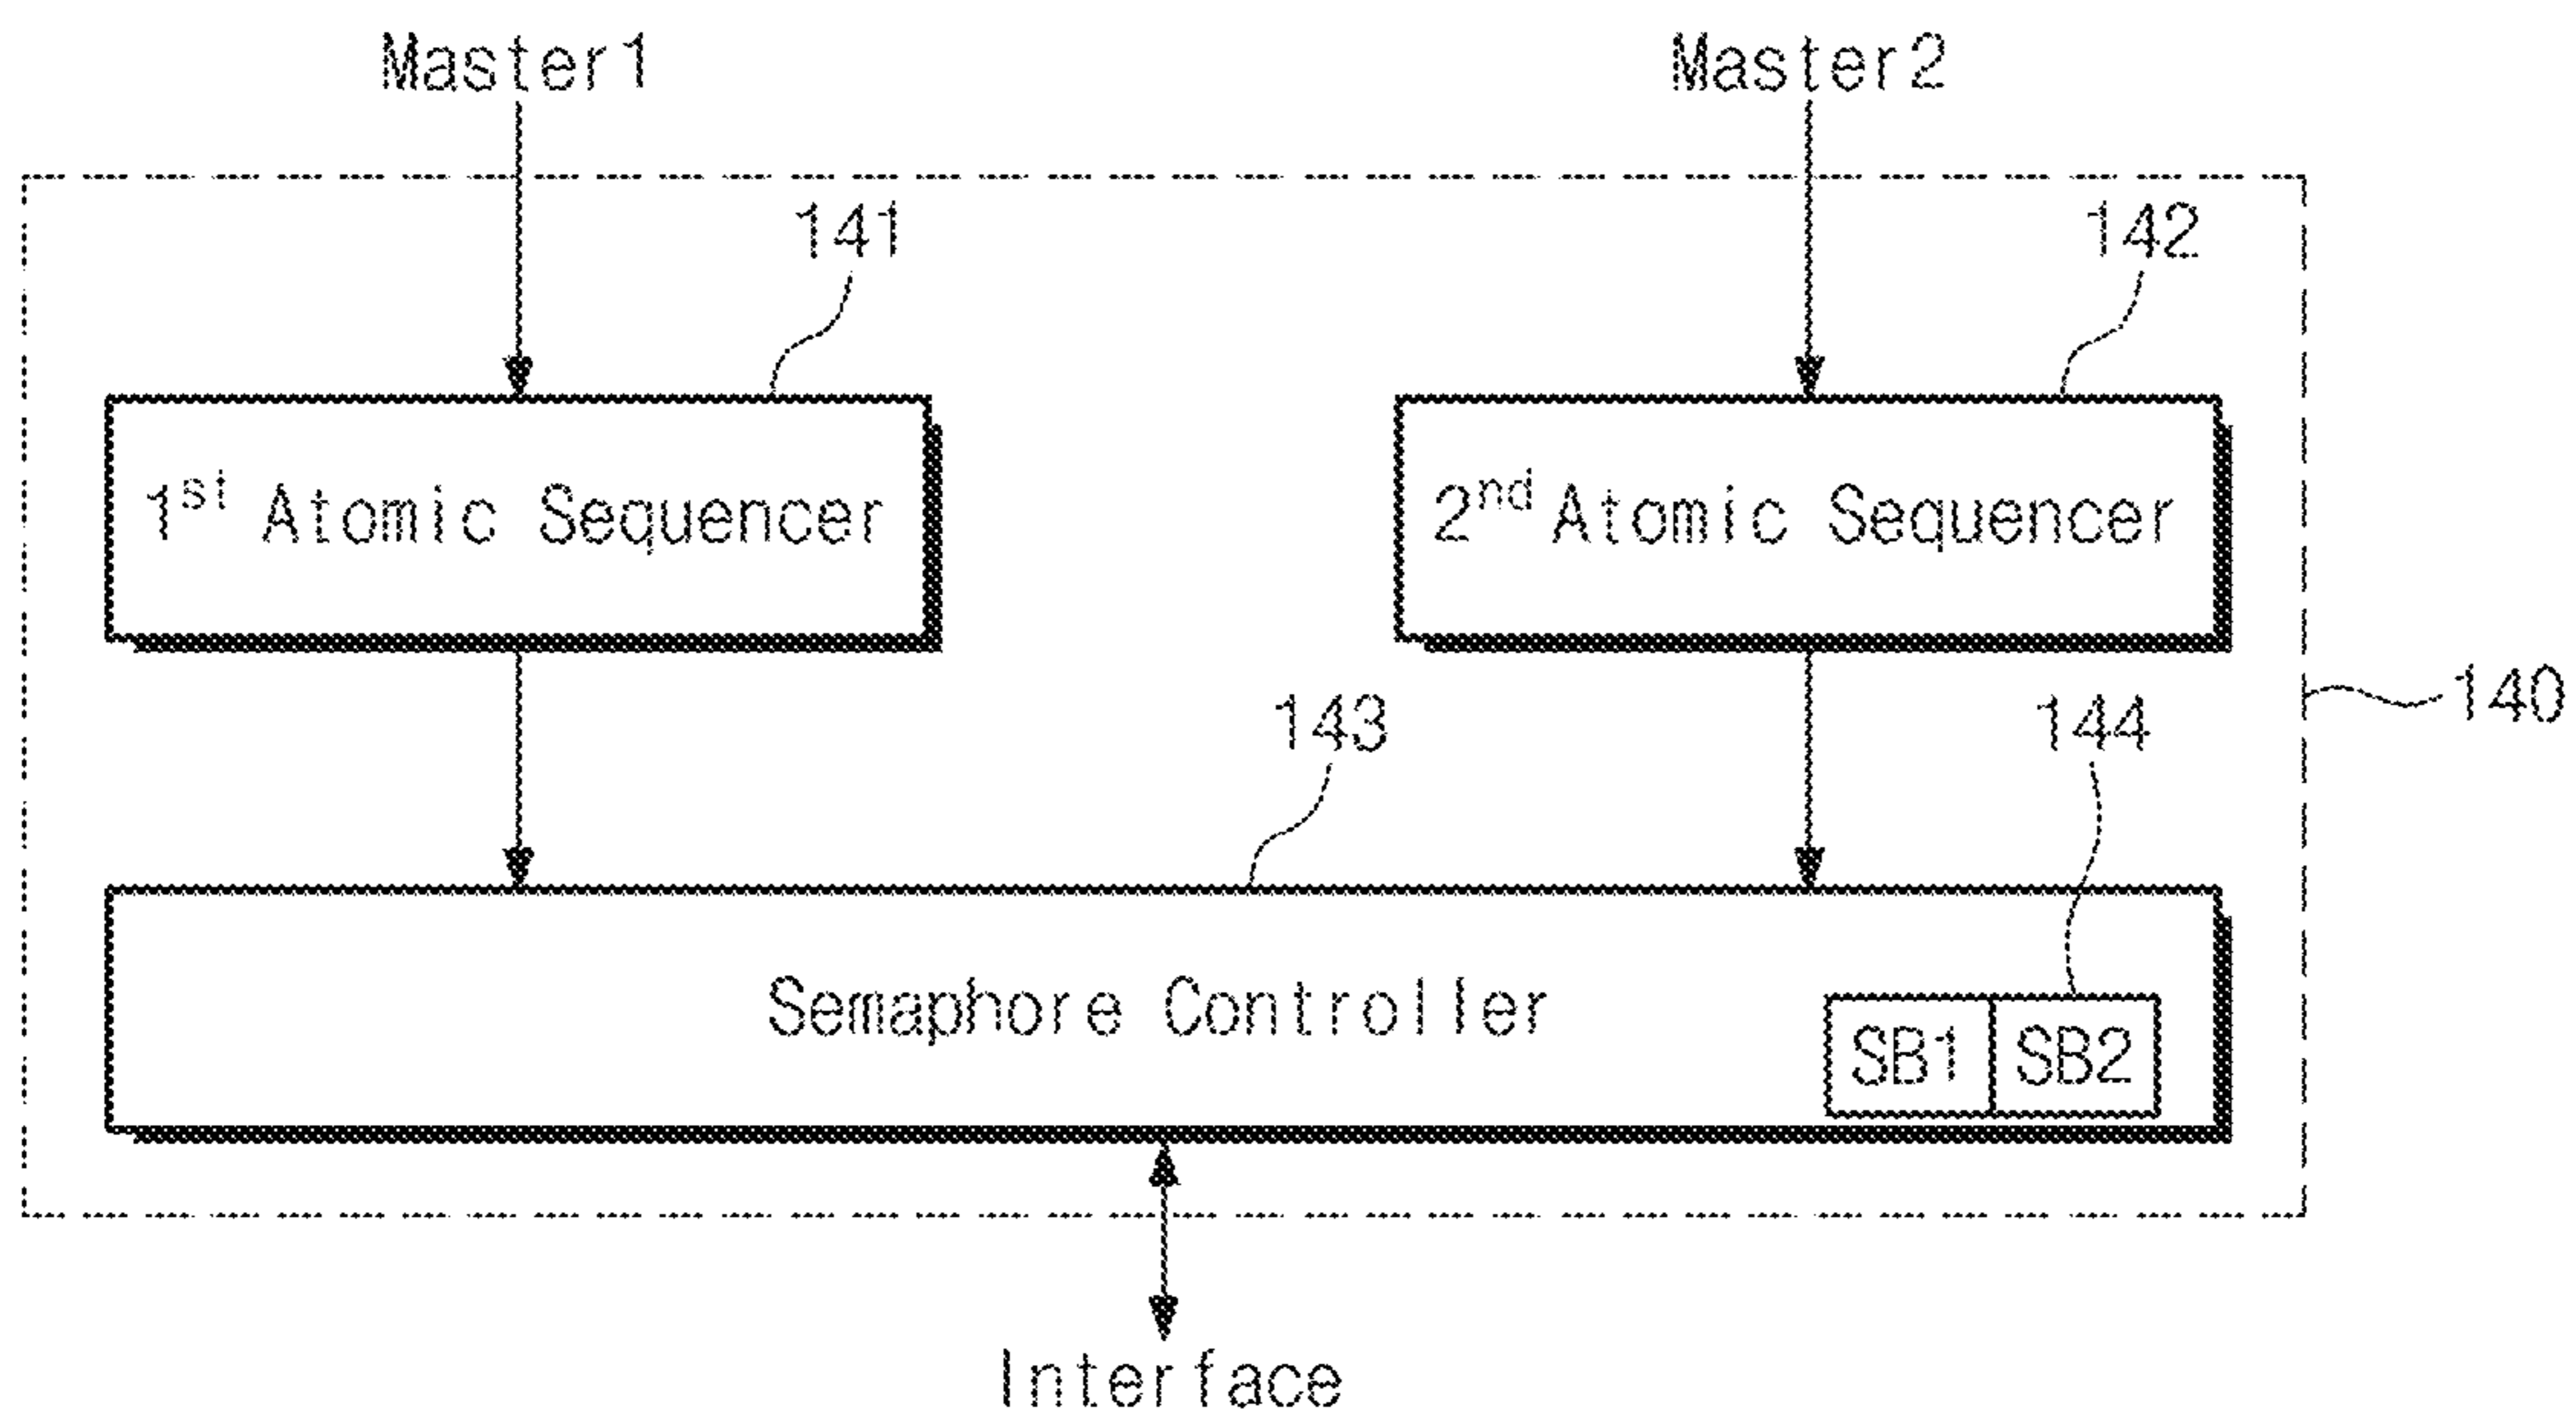 Master1 Master2
141 142
1st Atomic Sequencer 2nd Atomic Sequencer
140
143 144
Semaphore Controller
SB1 SB2
Interface